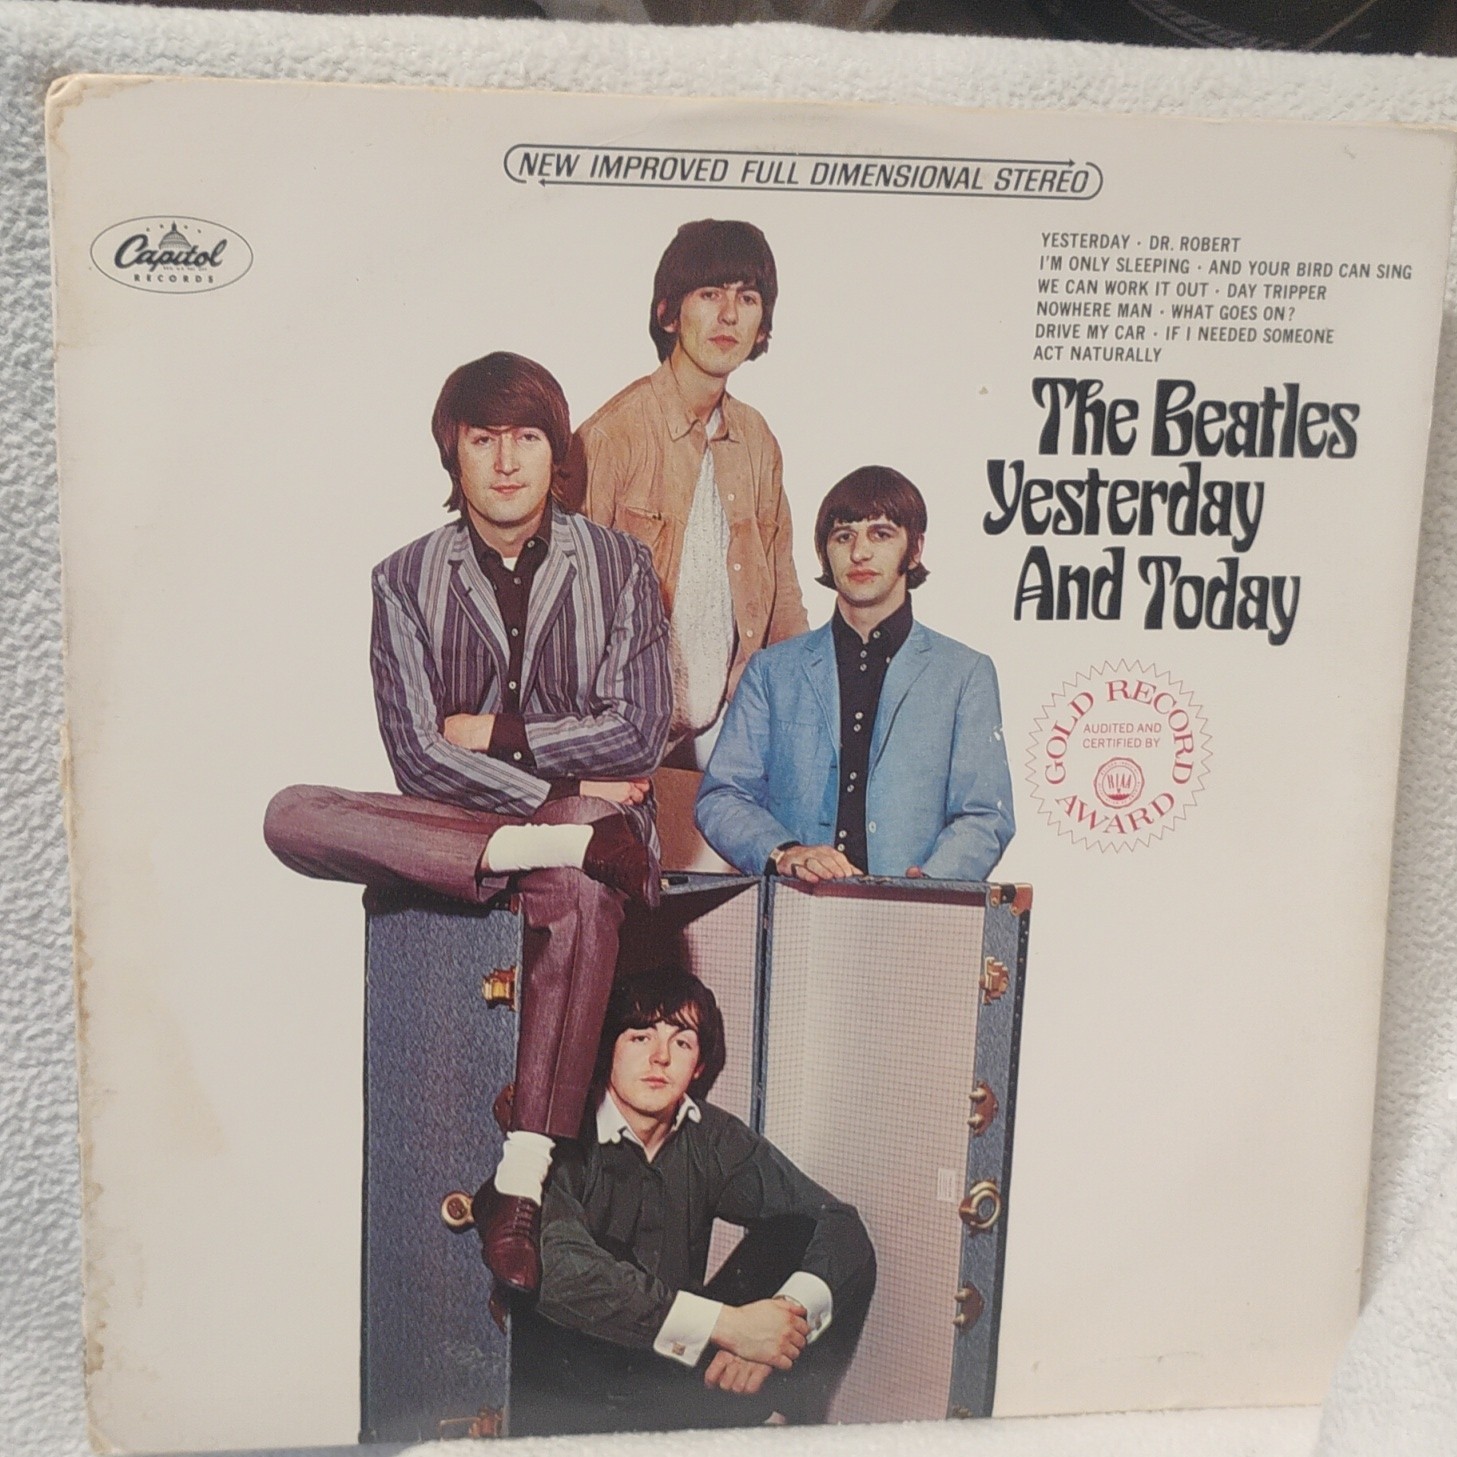 NEW IMPROVED FULL DIMENSIONAL STEREO
Capitol
RECORDS
YESTERDAY · DR. ROBERT
I'M ONLY SLEEPING · AND YOUR BIRD CAN SING
WE CAN WORK IT OUT · DAY TRIPPER
NOWHERE MAN · WHAT GOES ON?
DRIVE MY CAR · IF I NEEDED SOMEONE
ACT NATURALLY
The Beatles
Yesterday
And Today
GOLD RECORD
AUDITED AND
CERTIFIED BY
RIAA
AWARD